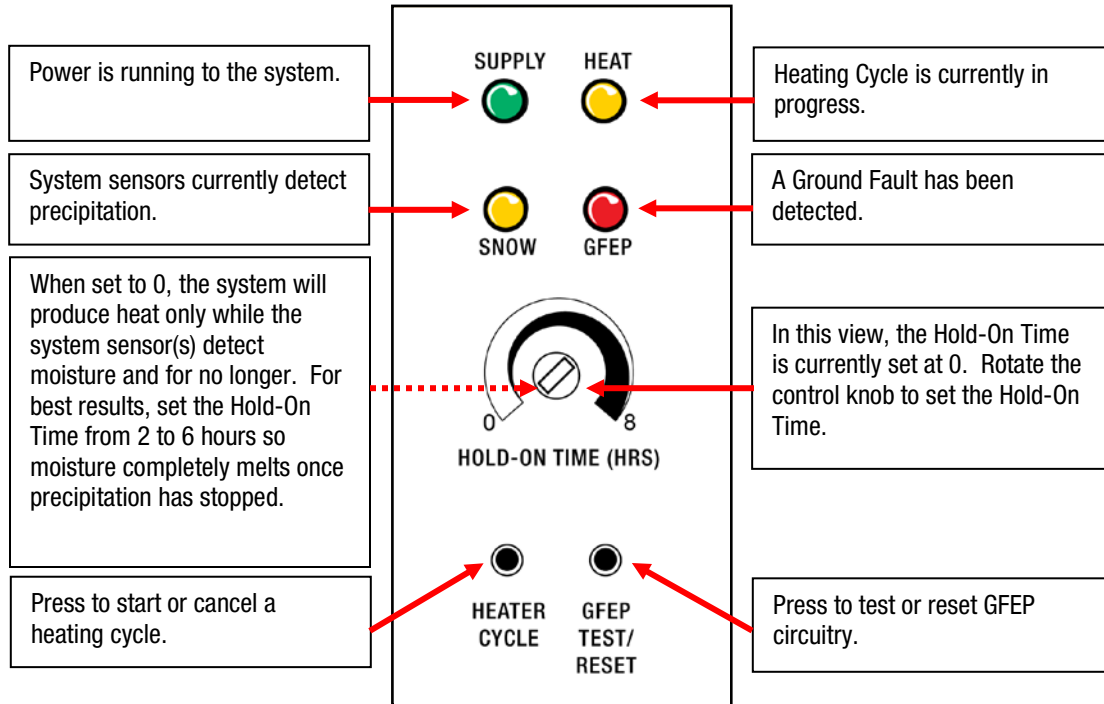 Power is running to the system.
System sensors currently detect
precipitation.
When set to 0, the system will
produce heat only while the
system sensor(s) detect
moisture and for no longer.  For
best results, set the Hold-On
Time from 2 to 6 hours so
moisture completely melts once
precipitation has stopped.
Press to start or cancel a
heating cycle.
SUPPLY
HEAT
SNOW
GFEP
0
8
HOLD-ON TIME (HRS)
HEATER
CYCLE
GFEP
TEST/
RESET
Heating Cycle is currently in
progress.
A Ground Fault has been
detected.
In this view, the Hold-On Time
is currently set at 0.  Rotate the
control knob to set the Hold-On
Time.
Press to test or reset GFEP
circuitry.